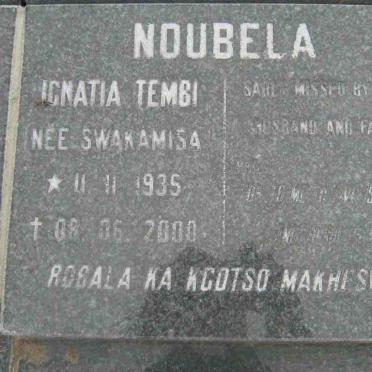 NOUBELA
IGNATIA TEMBI
NEE SWAKAMISA
★ 11. 11. 1935
† 08. 06. 2000
SADLY MISSED BY
HUSBAND AND FA
ROBALA KA KGOTSO MAKHES